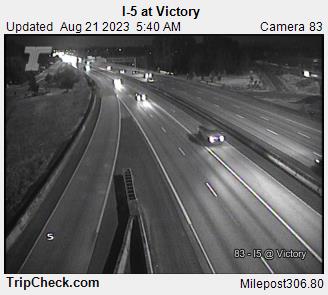 I-5 at Victory
Updated Aug 21 2023 5:40 AM
Camera 83
T
S
83 - I5 @ Victory
TripCheck.com
Milepost306.80